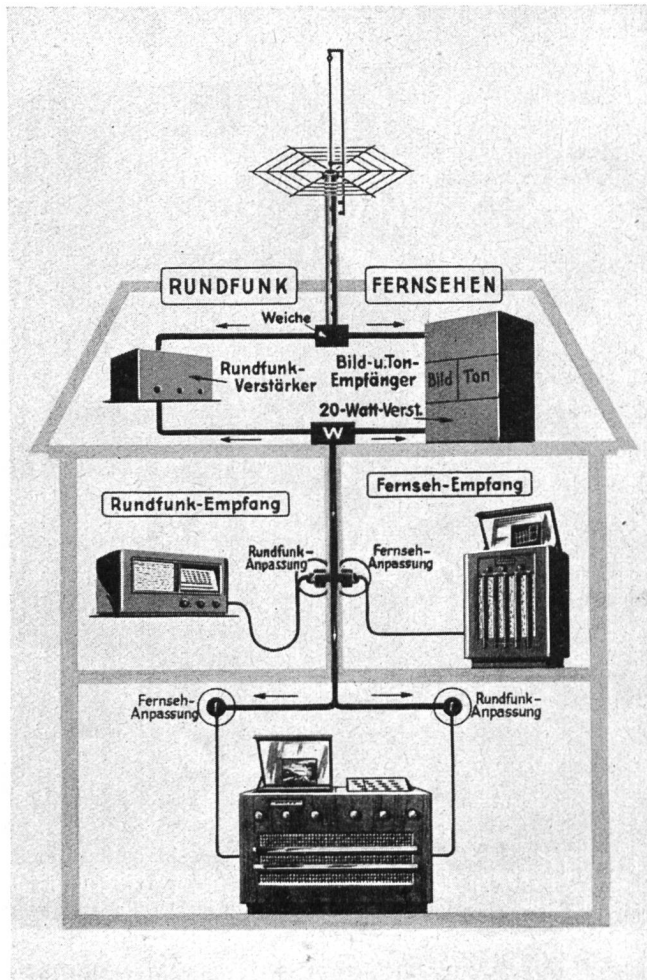 RUNDFUNK
FERNSEHEN
Weiche
Rundfunk-
Verstärker
Bild-u.Ton-
Empfänger
Bild
Ton
20-Watt-Verst.
W
Rundfunk-Empfang
Fernseh-Empfang
Rundfunk-
Anpassung
Fernseh-
Anpassung
Fernseh-
Anpassung
Rundfunk-
Anpassung